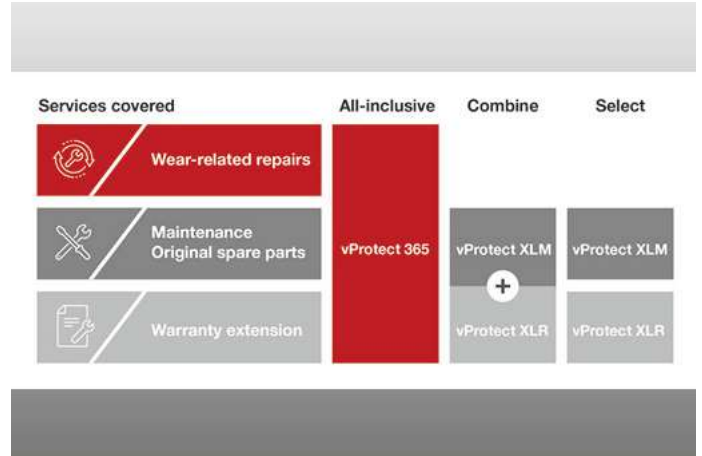 Services covered All-inclusive Combine Select
Wear-related repairs
Maintenance
Original spare parts
vProtect 365
vProtect XLM
vProtect XLM
+
Warranty extension
vProtect XLR
vProtect XLR